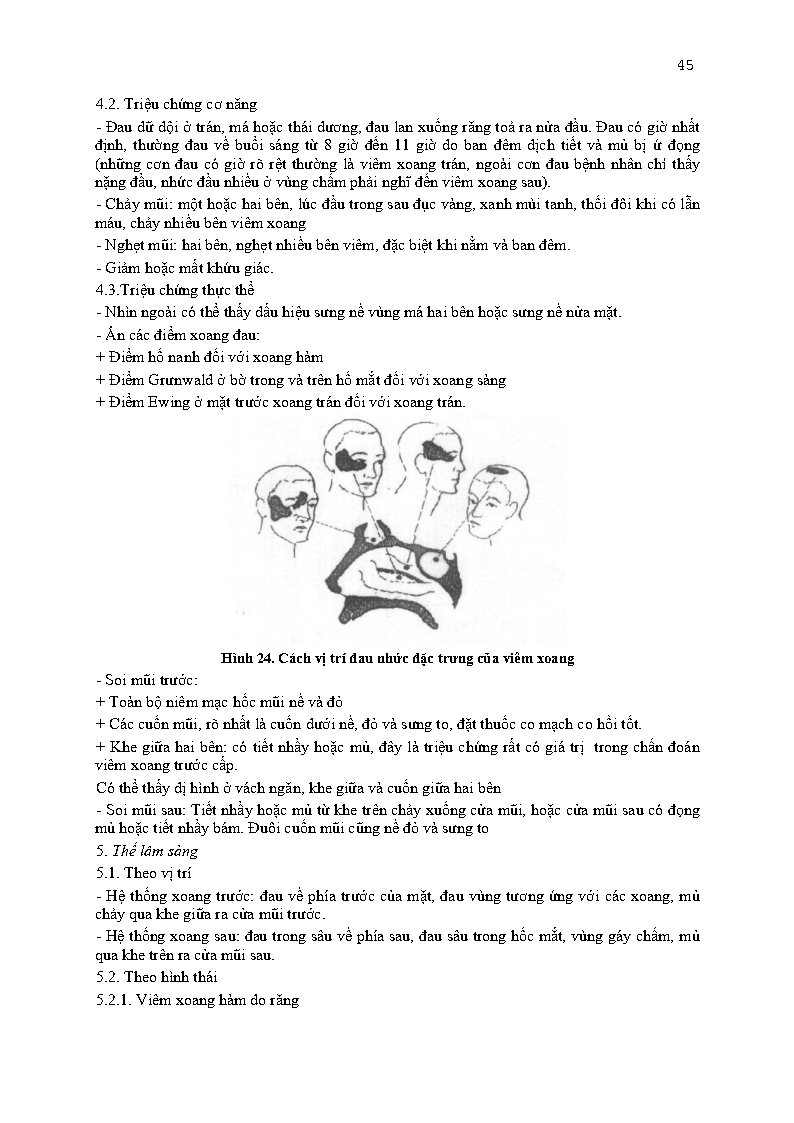 45
4.2. Triệu chứng cơ năng
- Đau dữ dội ở trán, má hoặc thái dương, đau lan xuống răng toả ra nửa đầu. Đau có giờ nhất
định, thường đau về buổi sáng từ 8 giờ đến 11 giờ do ban đêm dịch tiết và mủ bị ứ đọng
(những cơn đau có giờ rõ rệt thường là viêm xoang trán, ngoài cơn đau bệnh nhân chỉ thấy
nặng đầu, nhức đầu nhiều ở vùng chẩm phải nghĩ đến viêm xoang sau).
- Chảy mũi: một hoặc hai bên, lúc đầu trong sau đục vàng, xanh mùi tanh, thối đôi khi có lẫn
máu, chảy nhiều bên viêm xoang
- Nghẹt mũi: hai bên, nghẹt nhiều bên viêm, đặc biệt khi nằm và ban đêm.
- Giảm hoặc mất khứu giác.
4.3.Triệu chứng thực thể
- Nhìn ngoài có thể thấy dấu hiệu sưng nề vùng má hai bên hoặc sưng nề nửa mặt.
- Ấn các điểm xoang đau:
+ Điểm hố nanh đối với xoang hàm
+ Điểm Grunwald ở bờ trong và trên hố mắt đối với xoang sàng
+ Điểm Ewing ở mặt trước xoang trán đối với xoang trán.
Hình 24. Cách vị trí đau nhức đặc trưng của viêm xoang
- Soi mũi trước:
+ Toàn bộ niêm mạc hốc mũi nề và đỏ
+ Các cuốn mũi, rõ nhất là cuốn dưới nề, đỏ và sưng to, đặt thuốc co mạch co hồi tốt.
+ Khe giữa hai bên: có tiết nhầy hoặc mủ, đây là triệu chứng rất có giá trị trong chẩn đoán
viêm xoang trước cấp.
Có thể thấy dị hình ở vách ngăn, khe giữa và cuốn giữa hai bên
- Soi mũi sau: Tiết nhầy hoặc mủ từ khe trên chảy xuống cửa mũi, hoặc cửa mũi sau có đọng
mủ hoặc tiết nhầy bám. Đuôi cuốn mũi cũng nề đỏ và sưng to
5. Thể lâm sàng
5.1. Theo vị trí
- Hệ thống xoang trước: đau về phía trước của mặt, đau vùng tương ứng với các xoang, mủ
chảy qua khe giữa ra cửa mũi trước.
- Hệ thống xoang sau: đau trong sâu về phía sau, đau sâu trong hốc mắt, vùng gáy chẩm, mủ
qua khe trên ra cửa mũi sau.
5.2. Theo hình thái
5.2.1. Viêm xoang hàm do răng